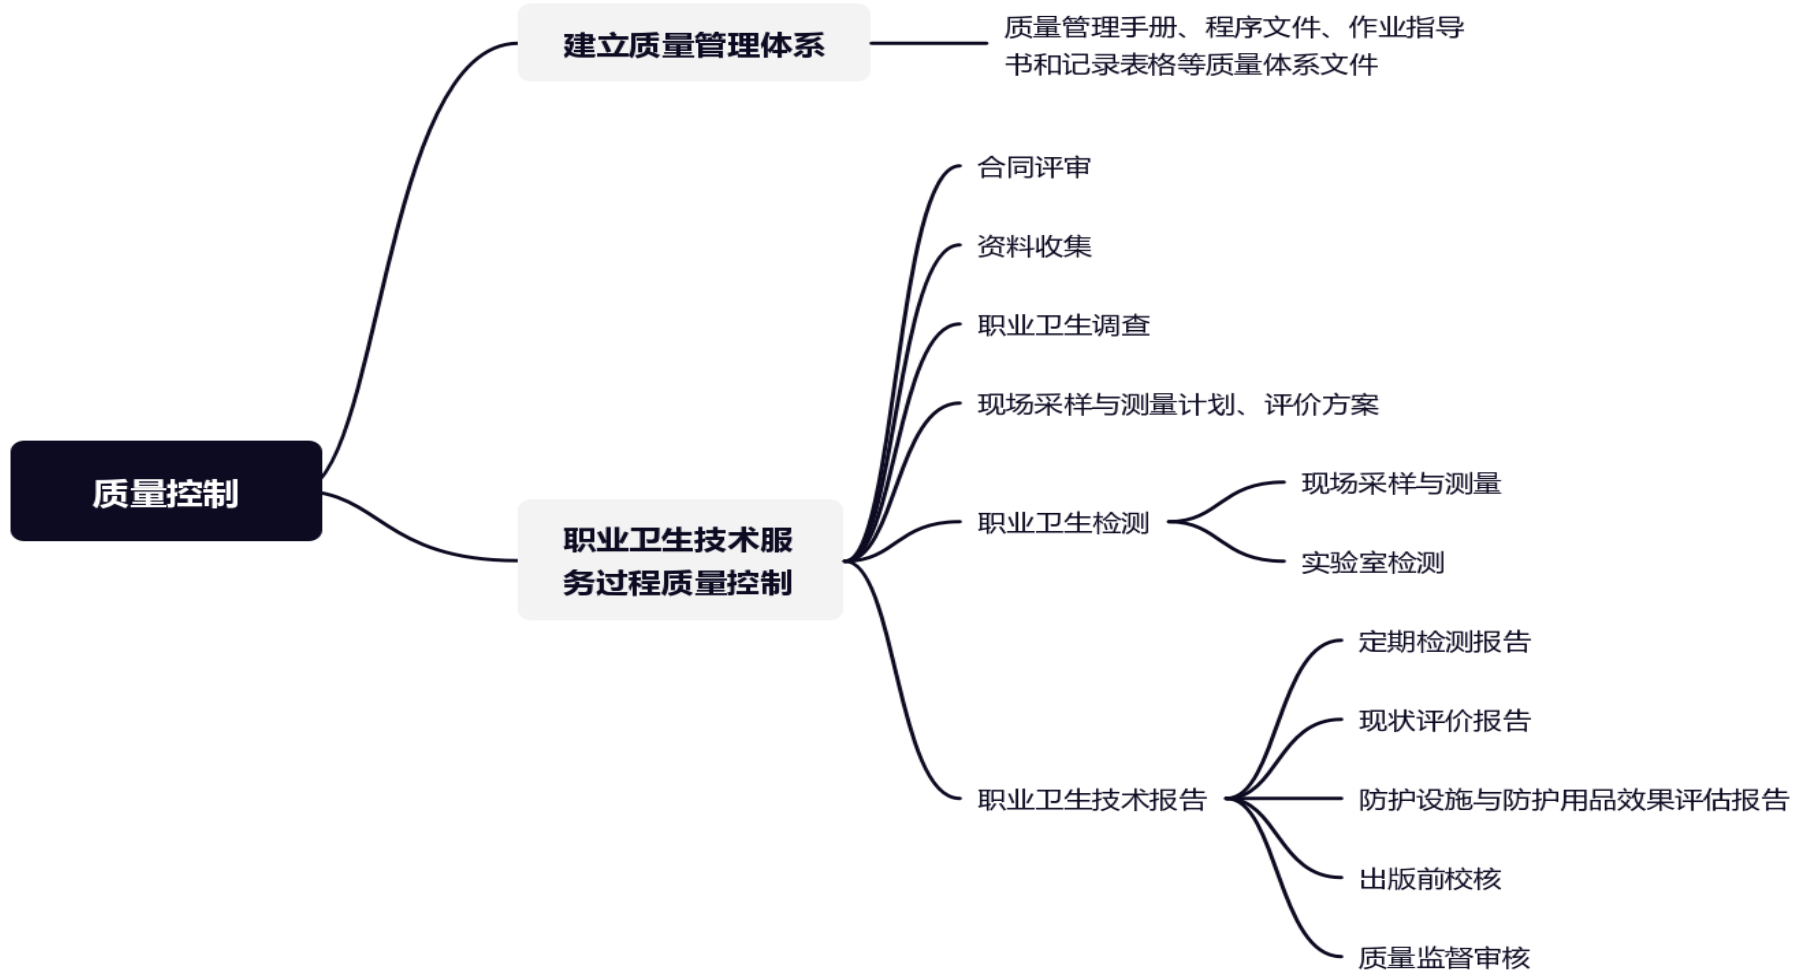 建立质量管理体系
质量管理手册、程序文件、作业指导
书和记录表格等质量体系文件
合同评审
资料收集
职业卫生调查
现场采样与测量计划、评价方案
质量控制
职业卫生技术服
务过程质量控制
职业卫生检测
现场采样与测量
实验室检测
职业卫生技术报告
定期检测报告
现状评价报告
防护设施与防护用品效果评估报告
出版前校核
质量监督审核